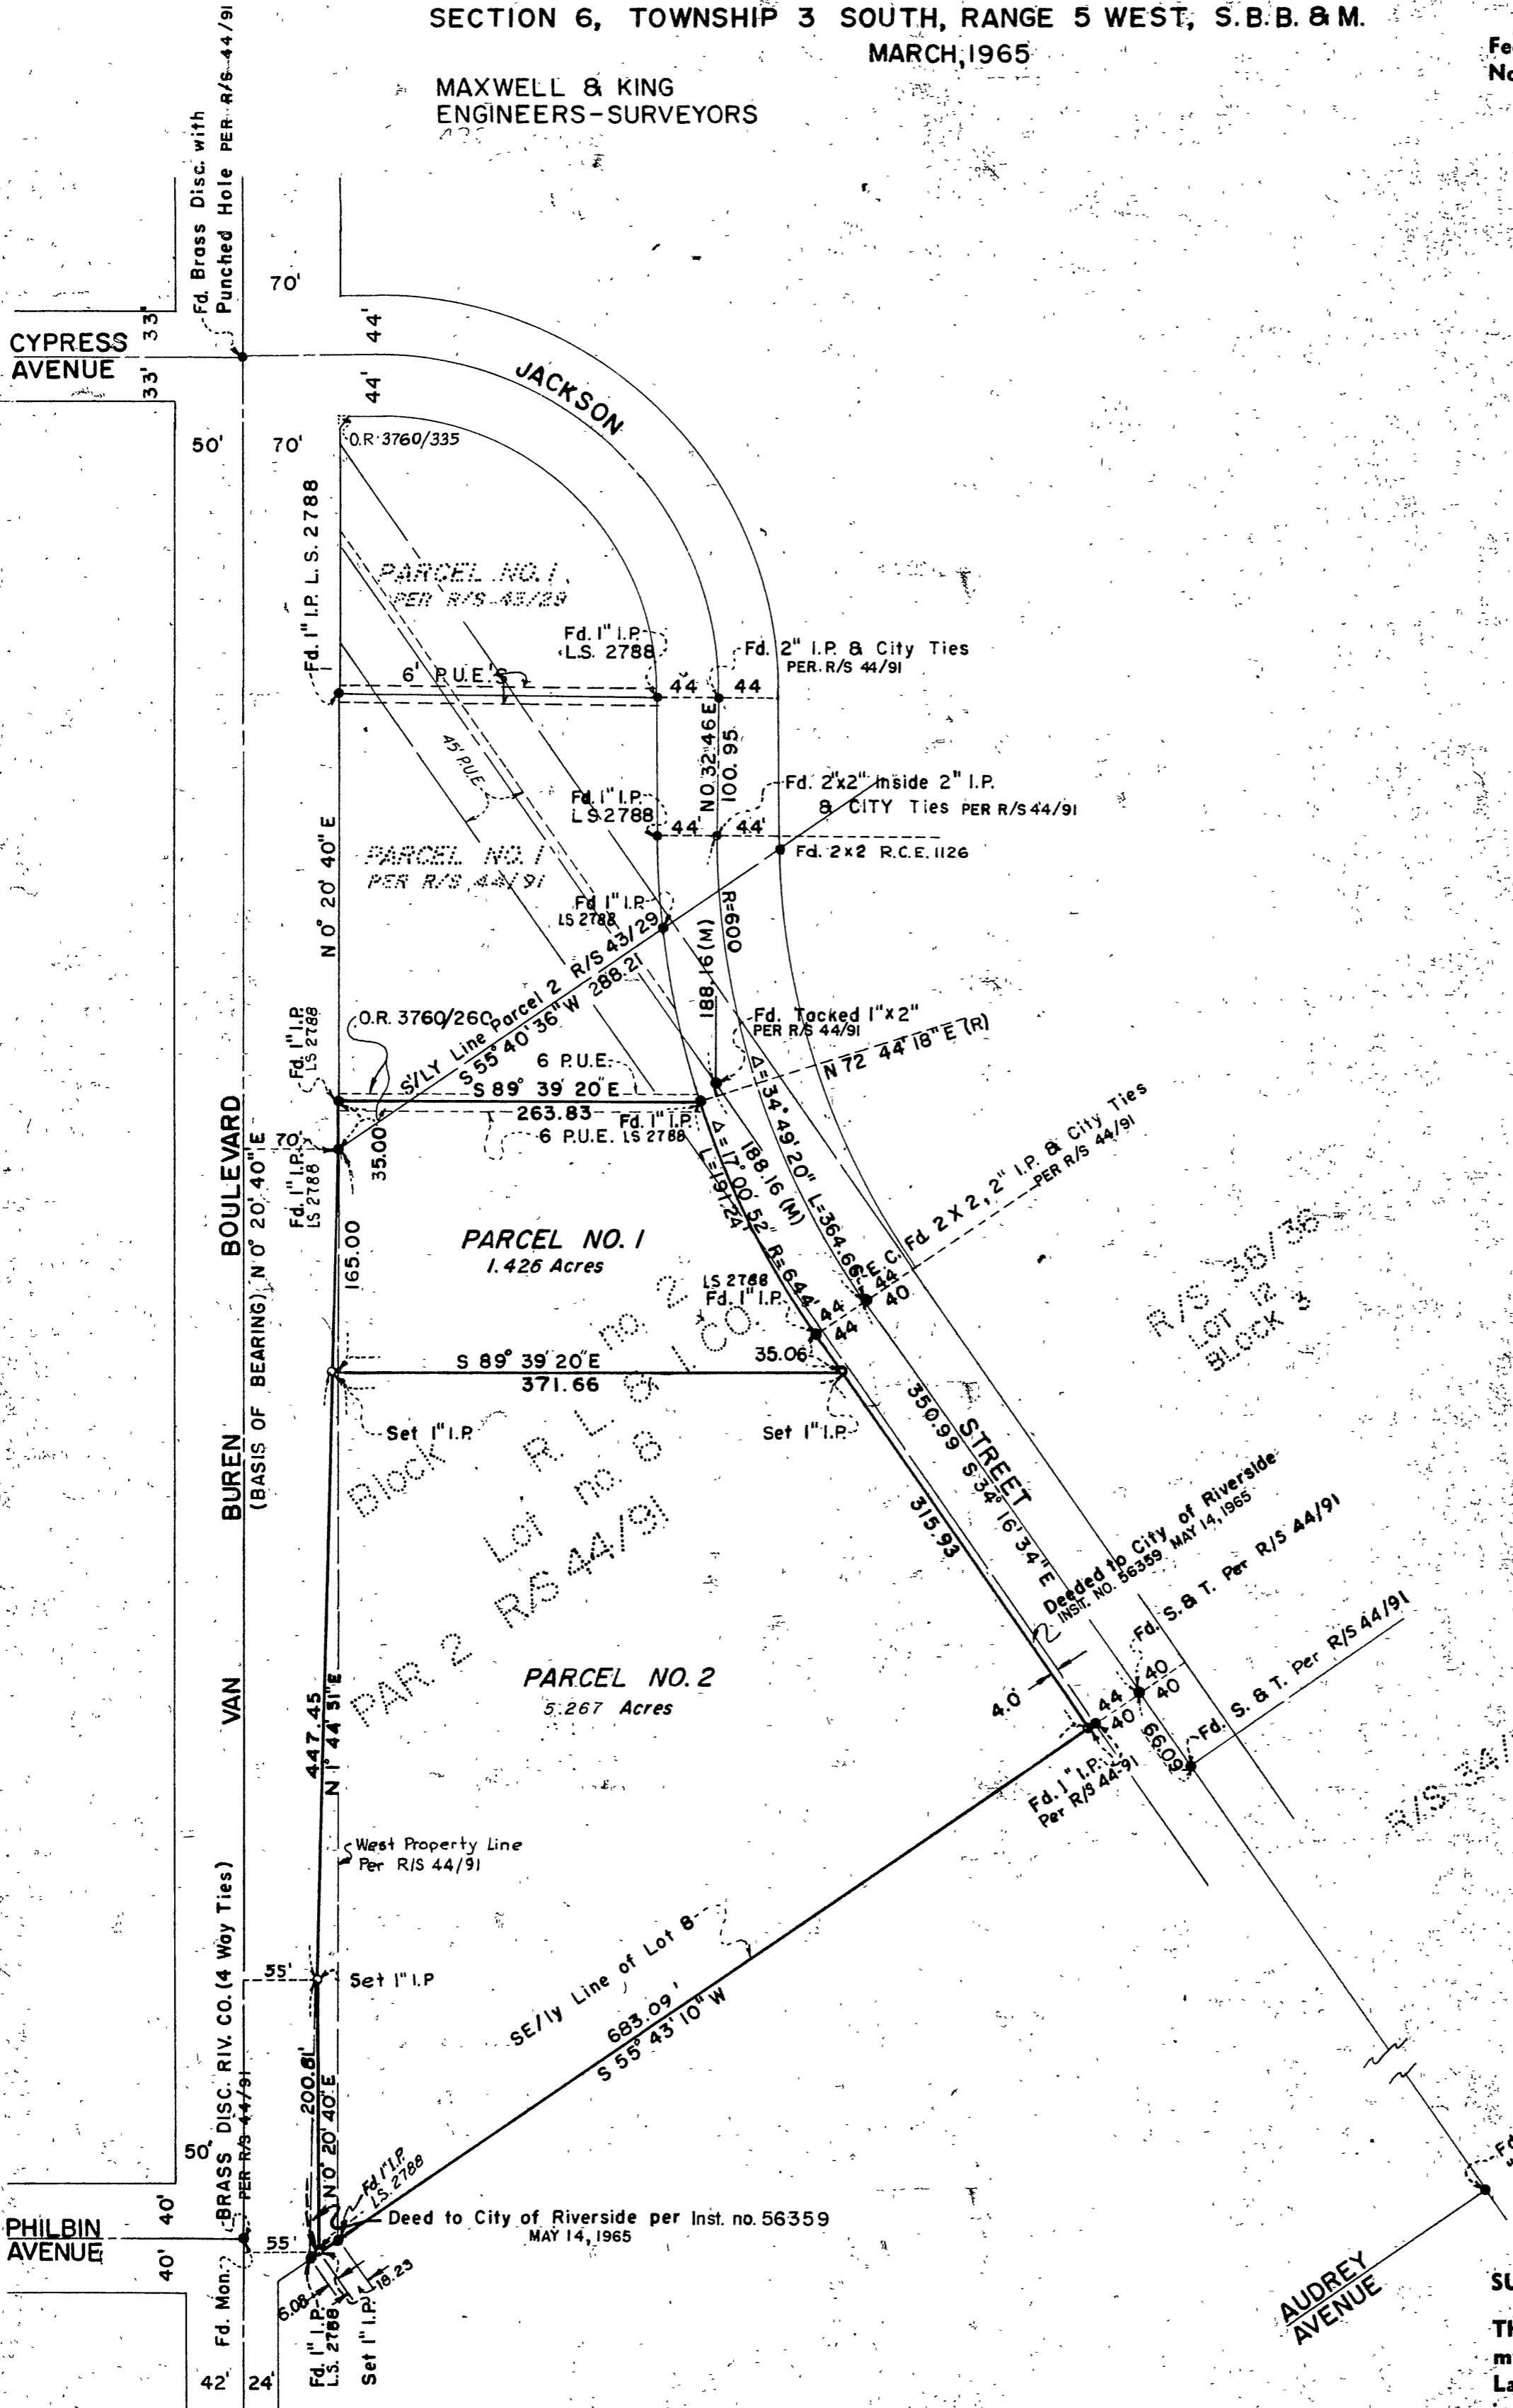 SECTION 6, TOWNSHIP 3 SOUTH, RANGE 5 WEST, S.B.B. & M.
MARCH, 1965
MAXWELL & KING
ENGINEERS-SURVEYORS
Fd. Brass Disc. with
Punched Hole PER R/S 44/91
70'
33'
CYPRESS
AVENUE
33'
44'
44'
JACKSON
50'
70'
O.R. 3760/335
Fd. 1" I.P. L.S. 2788
PARCEL NO. 1.
PER R/S 43/29
Fd. 1" I.P.
L.S. 2788
Fd. 2" I.P. & City Ties
PER R/S 44/91
6' P.U.E.'S
44
44
N 0 32 46 E
100.95
45' P.U.E.
Fd. 2"x2" inside 2" I.P.
& CITY Ties PER R/S 44/91
Fd. 1" I.P.
L.S. 2788
44'
44'
Fd. 2x2 R.C.E. 1126
N 0° 20' 40" E
PARCEL NO. 1
PER R/S 44/91
Fd 1" I.P.
LS 2788
R=600
188.16 (M)
S'/LY Line Parcel 2 R/S 43/29
S 55° 40' 36" W 288.21
O.R. 3760/260
Fd. 1" I.P.
LS 2788
Fd. Tacked 1"x2"
PER R/S 44/91
N 72 44' 18" E (R)
6 P.U.E.
S 89° 39' 20" E
263.83
Fd. 1" I.P.
LS 2788
6 P.U.E.
35.00
70'
Fd. 1" I.P.
LS 2788
Δ=34° 49' 20" L=364.66
188.16 (M)
Δ=17° 00' 52" R=644'
L=191.24'
E.C. Fd. 2 X 2, 2" I.P. & City Ties
PER R/S 44/91
BOULEVARD
(BASIS OF BEARING) N 0° 20' 40" E
165.00
PARCEL NO. 1
1.426 Acres
LS 2788
Fd. 1" I.P.
44
44
44
40
R/S 36/36
LOT 12
BLOCK 3
S 89° 39' 20" E
371.66
35.06
Set 1" I.P.
Set 1" I.P.
Block no. 2
R. L. & I. CO.
Lot no. 8
PAR. 2 R/S 44/91
350.99 S 34° 16' 34" E
STREET
315.93
BUREN
VAN
Deeded to City of Riverside
INST. NO. 56359 MAY 14, 1965
Fd. S. & T. Per R/S 44/91
Fd. S. & T. Per R/S 44/91
PARCEL NO. 2
5.267 Acres
4.0'
44
40
40
40
66.09
Fd. 1" I.P.
Per R/S 44-91
447.45
N 1° 44' 51" E
West Property Line
Per R/S 44/91
55'
Set 1" I.P
SE/ly Line of Lot 8
683.09'
S 55° 43' 10" W
200.81'
N 0° 20' 40" E
Fd. Mon. BRASS DISC. RIV. CO. (4 Way Ties)
PER R/S 44/91
50'
Fd 1" I.P.
L.S. 2788
Deed to City of Riverside per Inst. no. 56359
MAY 14, 1965
40'
PHILBIN
AVENUE
40'
55'
6.08
18.23
Fd. 1" I.P.
L.S. 2788
Set 1" I.P.
42'
24'
AUDREY
AVENUE